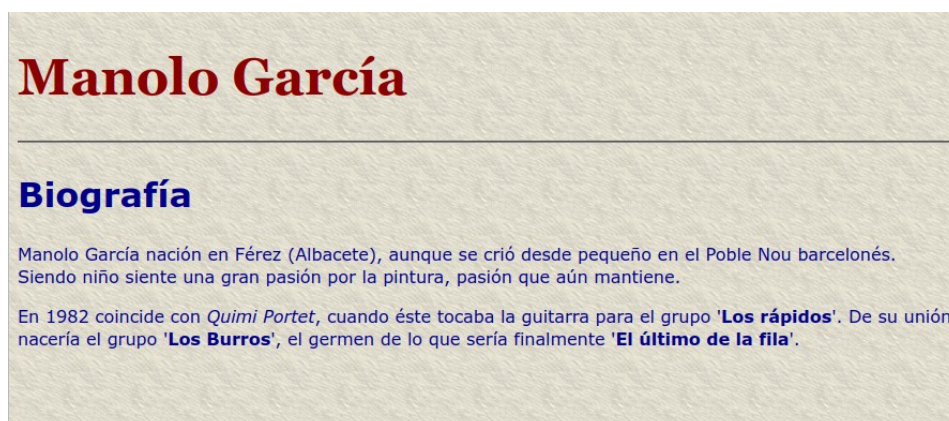 Manolo García
Biografía
Manolo García nación en Férez (Albacete), aunque se crió desde pequeño en el Poble Nou barcelonés.
Siendo niño siente una gran pasión por la pintura, pasión que aún mantiene.
En 1982 coincide con Quimi Portet, cuando éste tocaba la guitarra para el grupo 'Los rápidos'. De su unión
nacería el grupo 'Los Burros', el germen de lo que sería finalmente 'El último de la fila'.